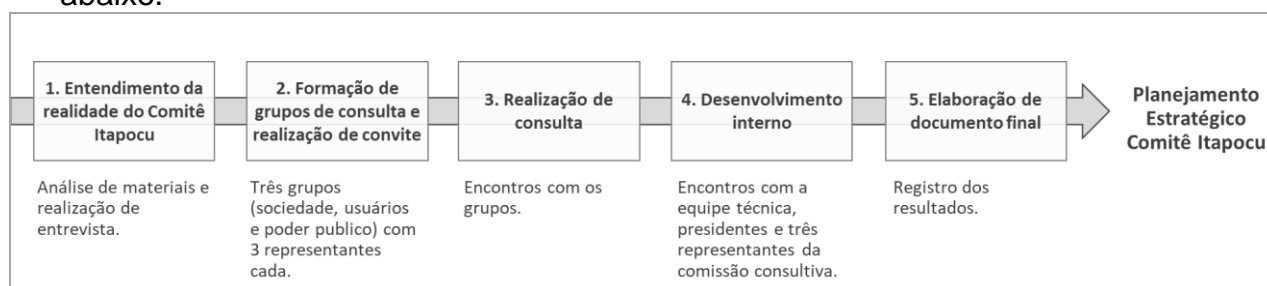 abaixo.
1. Entendimento da
realidade do Comitê
Itapocu
2. Formação de
grupos de consulta e
realização de convite
3. Realização de
consulta
4. Desenvolvimento
interno
5. Elaboração de
documento final
Planejamento
Estratégico
Comitê Itapocu
Análise de materiais e
realização de
entrevista.
Três grupos
(sociedade, usuários
e poder publico) com
3 representantes
cada.
Encontros com os
grupos.
Encontros com a
equipe técnica,
presidentes e três
representantes da
comissão consultiva.
Registro dos
resultados.